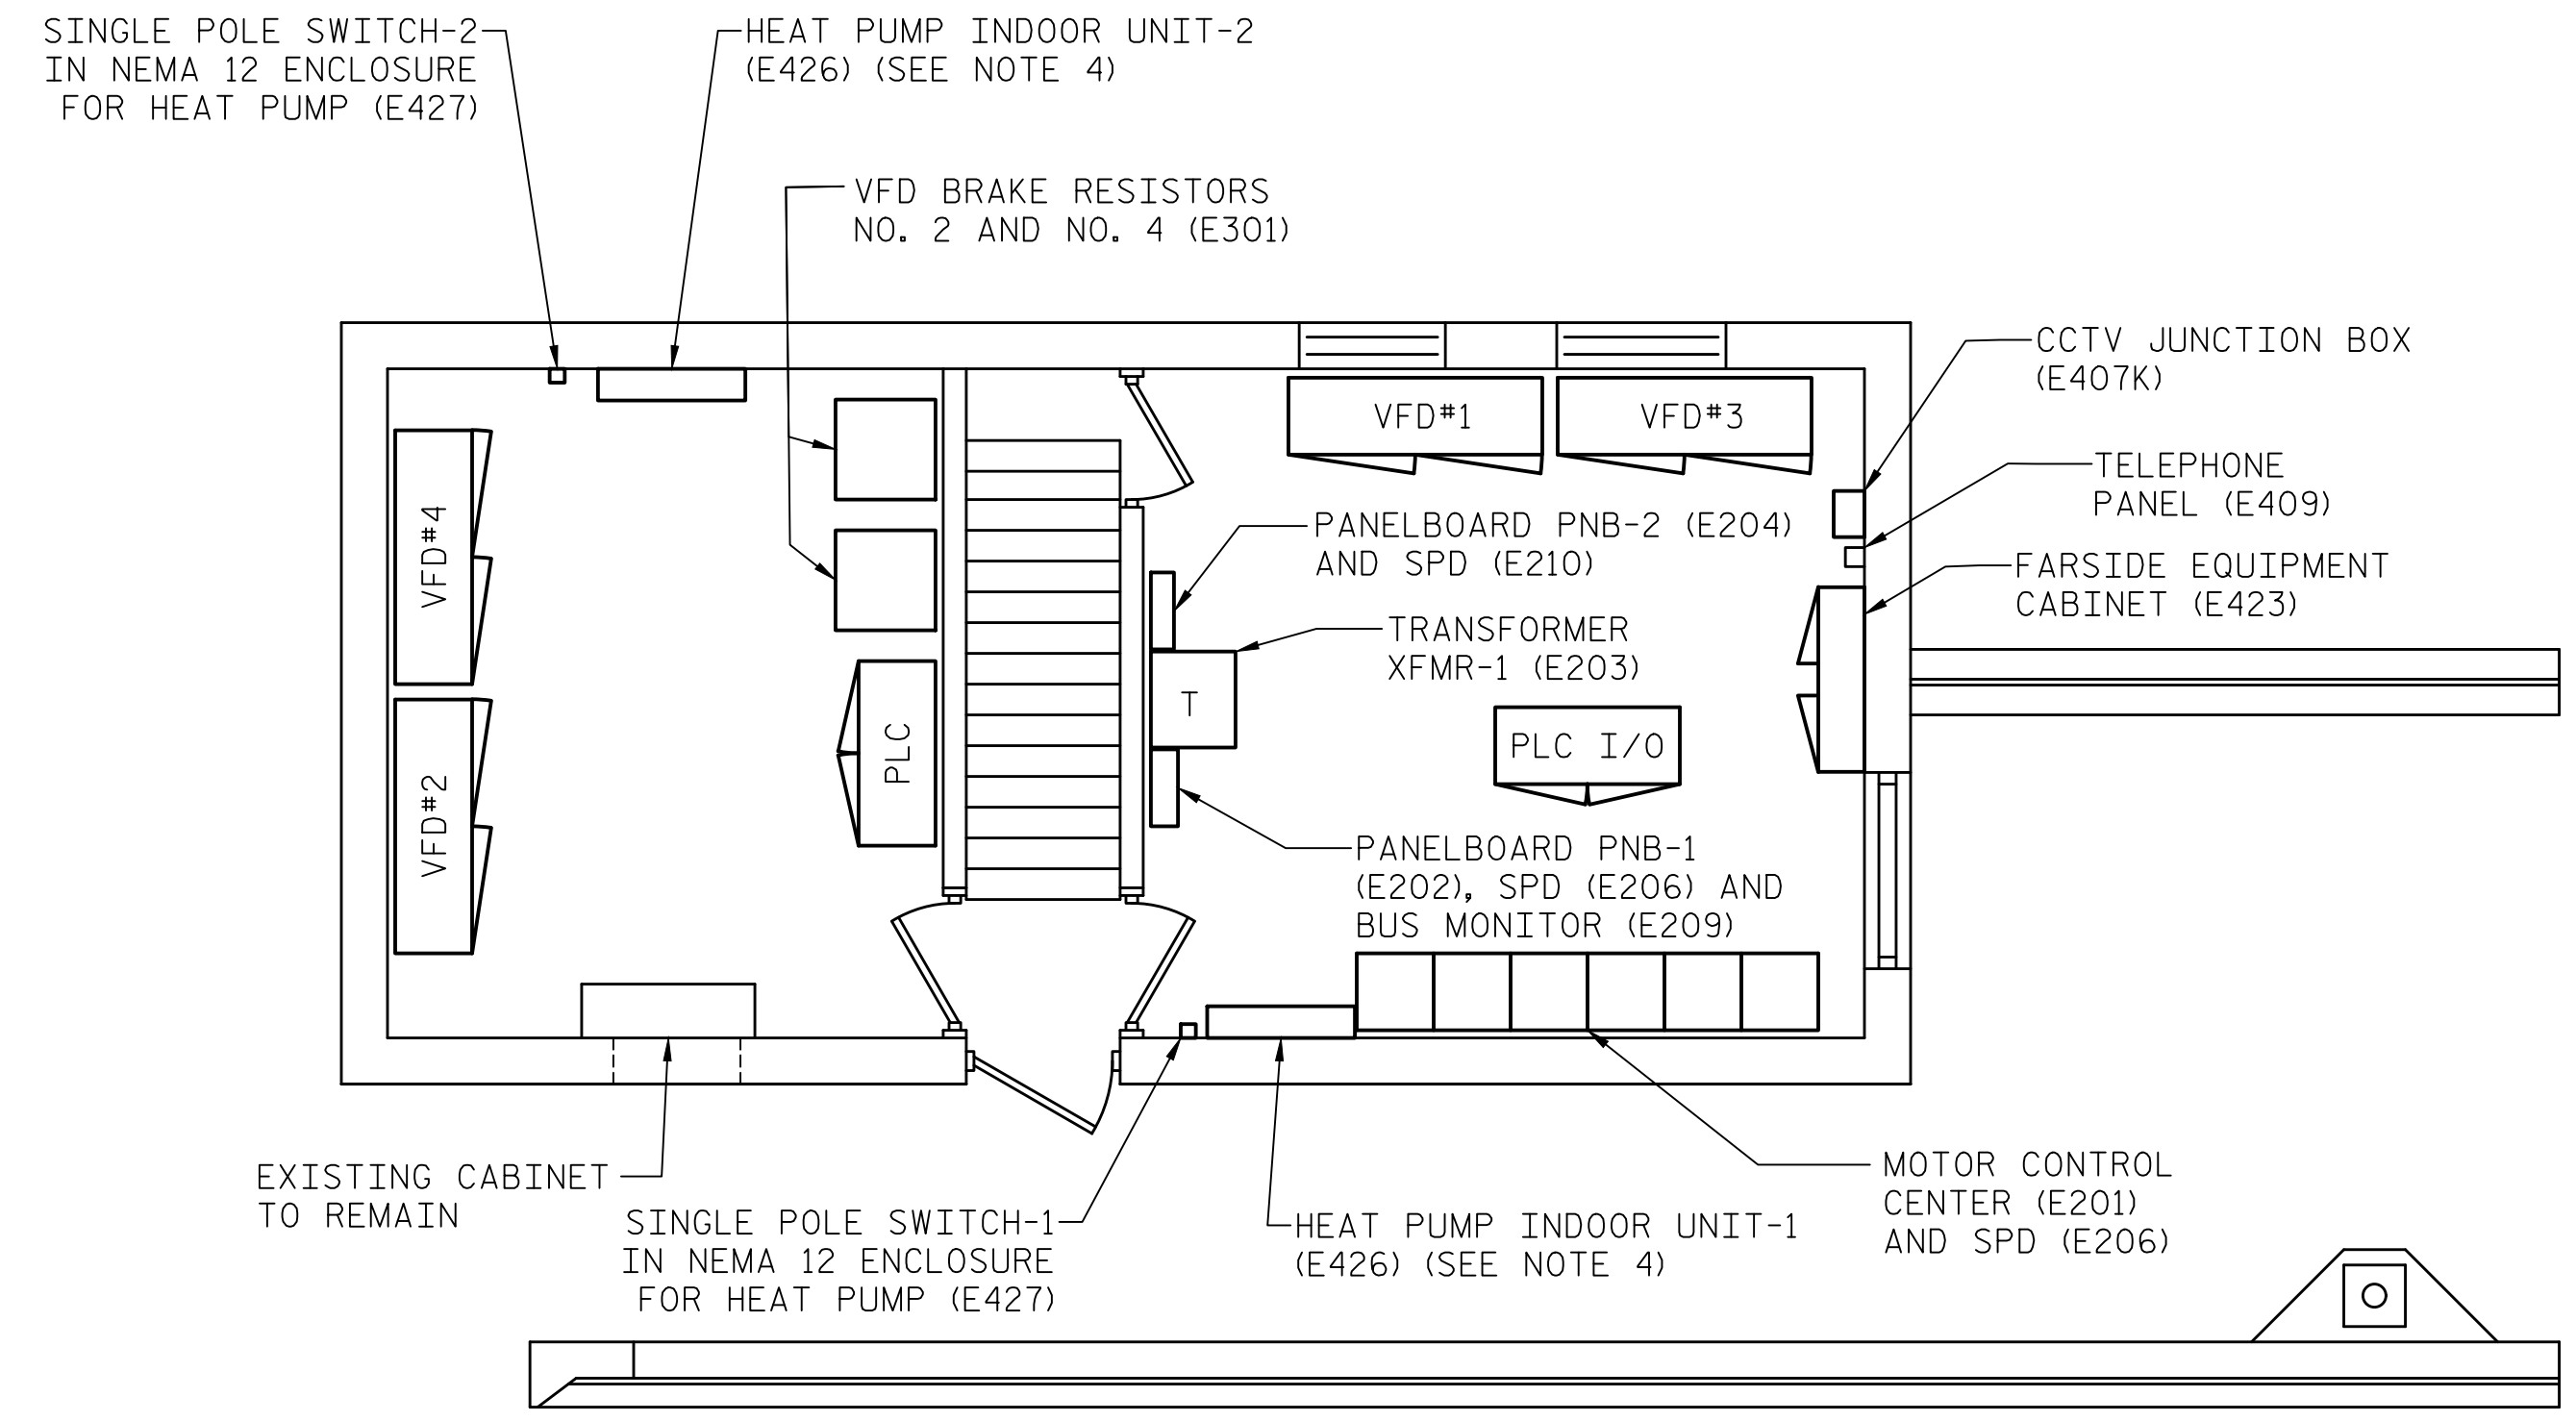 SINGLE POLE SWITCH-2
IN NEMA 12 ENCLOSURE
FOR HEAT PUMP (E427)
HEAT PUMP INDOOR UNIT-2
(E426) (SEE NOTE 4)
VFD BRAKE RESISTORS
NO. 2 AND NO. 4 (E301)
CCTV JUNCTION BOX
(E407K)
VFD#1
VFD#3
TELEPHONE
PANEL (E409)
VFD#4
PANELBOARD PNB-2 (E204)
AND SPD (E210)
FARSIDE EQUIPMENT
CABINET (E423)
TRANSFORMER
XFMR-1 (E203)
T
PLC
PLC I/O
VFD#2
PANELBOARD PNB-1
(E202), SPD (E206) AND
BUS MONITOR (E209)
EXISTING CABINET
TO REMAIN
SINGLE POLE SWITCH-1
IN NEMA 12 ENCLOSURE
FOR HEAT PUMP (E427)
HEAT PUMP INDOOR UNIT-1
(E426) (SEE NOTE 4)
MOTOR CONTROL
CENTER (E201)
AND SPD (E206)